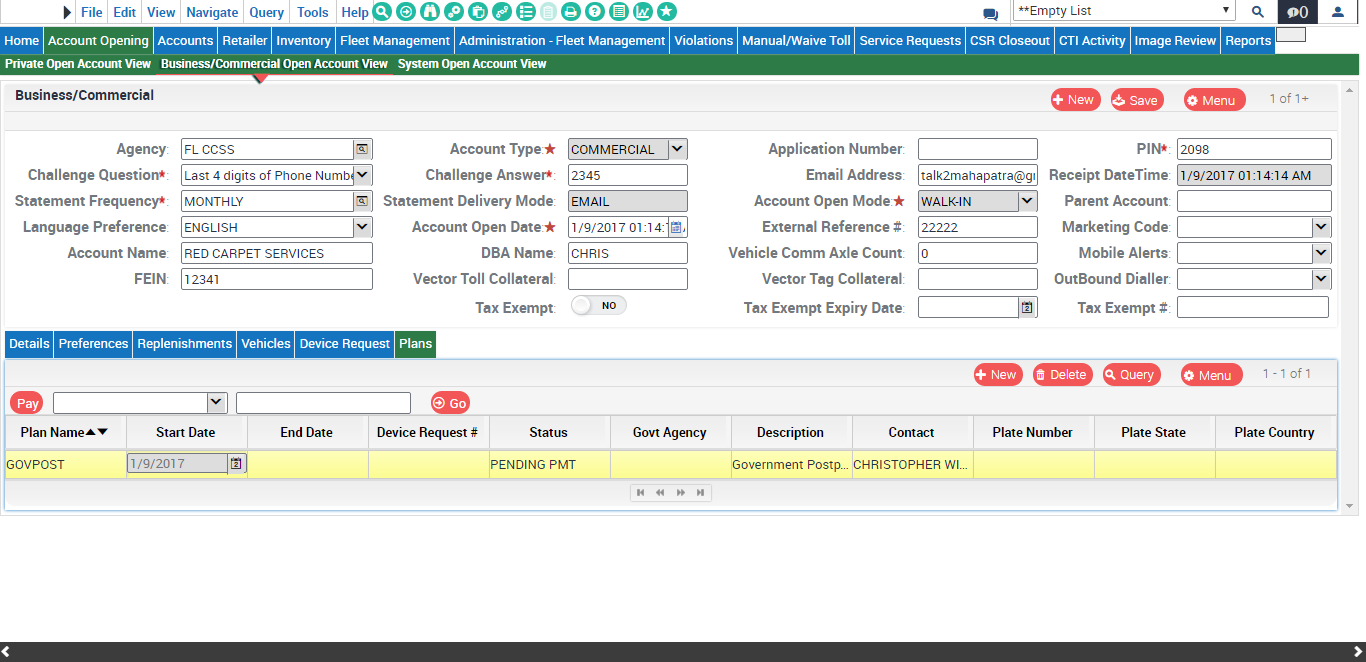 File Edit View Navigate Query Tools Help **Empty List 0
Home Account Opening Accounts Retailer Inventory Fleet Management Administration - Fleet Management Violations Manual/Waive Toll Service Requests CSR Closeout CTI Activity Image Review Reports
Private Open Account View Business/Commercial Open Account View System Open Account View
Business/Commercial New Save Menu 1 of 1+
Agency: FL CCSS Account Type: COMMERCIAL Application Number: PIN*: 2098
Challenge Question*: Last 4 digits of Phone Numbe Challenge Answer*: 2345 Email Address: talk2mahapatra@g Receipt DateTime: 1/9/2017 01:14:14 AM
Statement Frequency*: MONTHLY Statement Delivery Mode: EMAIL Account Open Mode: WALK-IN Parent Account:
Language Preference: ENGLISH Account Open Date: 1/9/2017 01:14: External Reference #: 22222 Marketing Code:
Account Name: RED CARPET SERVICES DBA Name: CHRIS Vehicle Comm Axle Count: 0 Mobile Alerts:
FEIN: 12341 Vector Toll Collateral: Vector Tag Collateral: OutBound Dialler:
Tax Exempt: NO Tax Exempt Expiry Date: Tax Exempt #:
Details Preferences Replenishments Vehicles Device Request Plans
New Delete Query Menu 1 - 1 of 1
Pay Go
Plan Name Start Date End Date Device Request # Status Govt Agency Description Contact Plate Number Plate State Plate Country
GOVPOST 1/9/2017 PENDING PMT Government Postp... CHRISTOPHER WI...